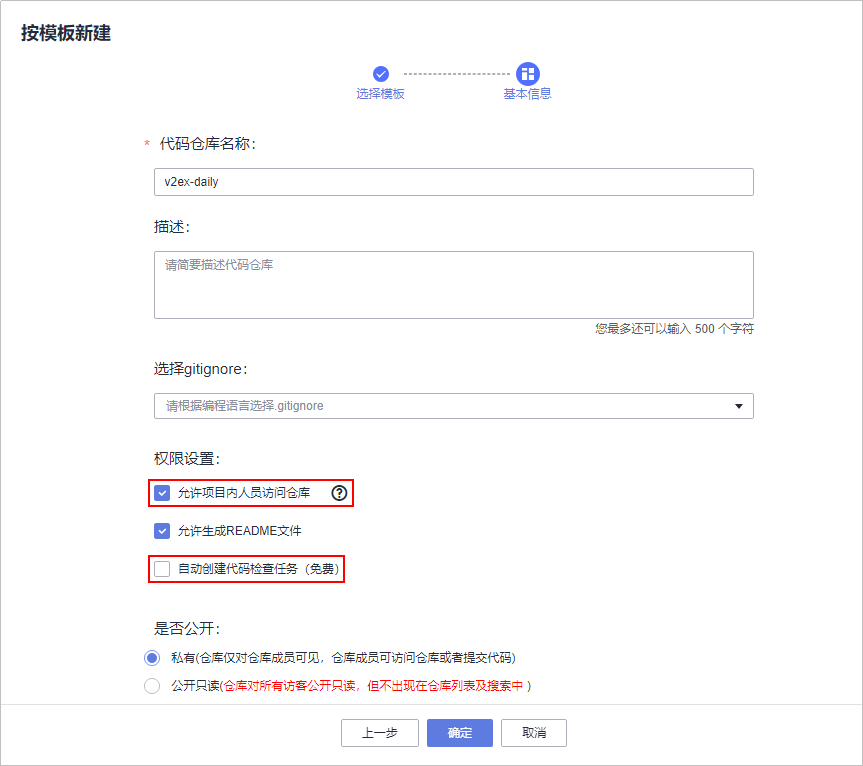 按模板新建
选择模板
基本信息
* 代码仓库名称：
v2ex-daily
描述：
请简要描述代码仓库
您最多还可以输入 500 个字符
选择gitignore：
请根据编程语言选择.gitignore
权限设置：
允许项目内人员访问仓库 ?
允许生成README文件
自动创建代码检查任务（免费）
是否公开：
私有(仓库仅对仓库成员可见，仓库成员可访问仓库或者提交代码)
公开只读(仓库对所有访客公开只读，但不出现在仓库列表及搜索中 )
上一步 确定 取消